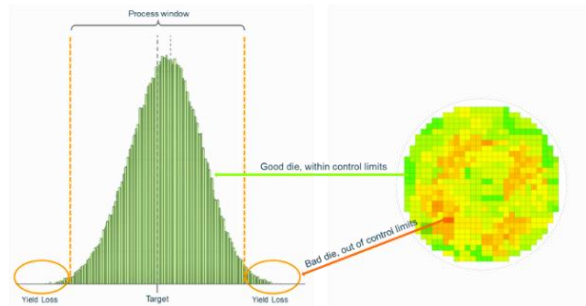 Process window
Good die, within control limits
Bad die, out of control limits
Yield Loss
Target
Yield Loss